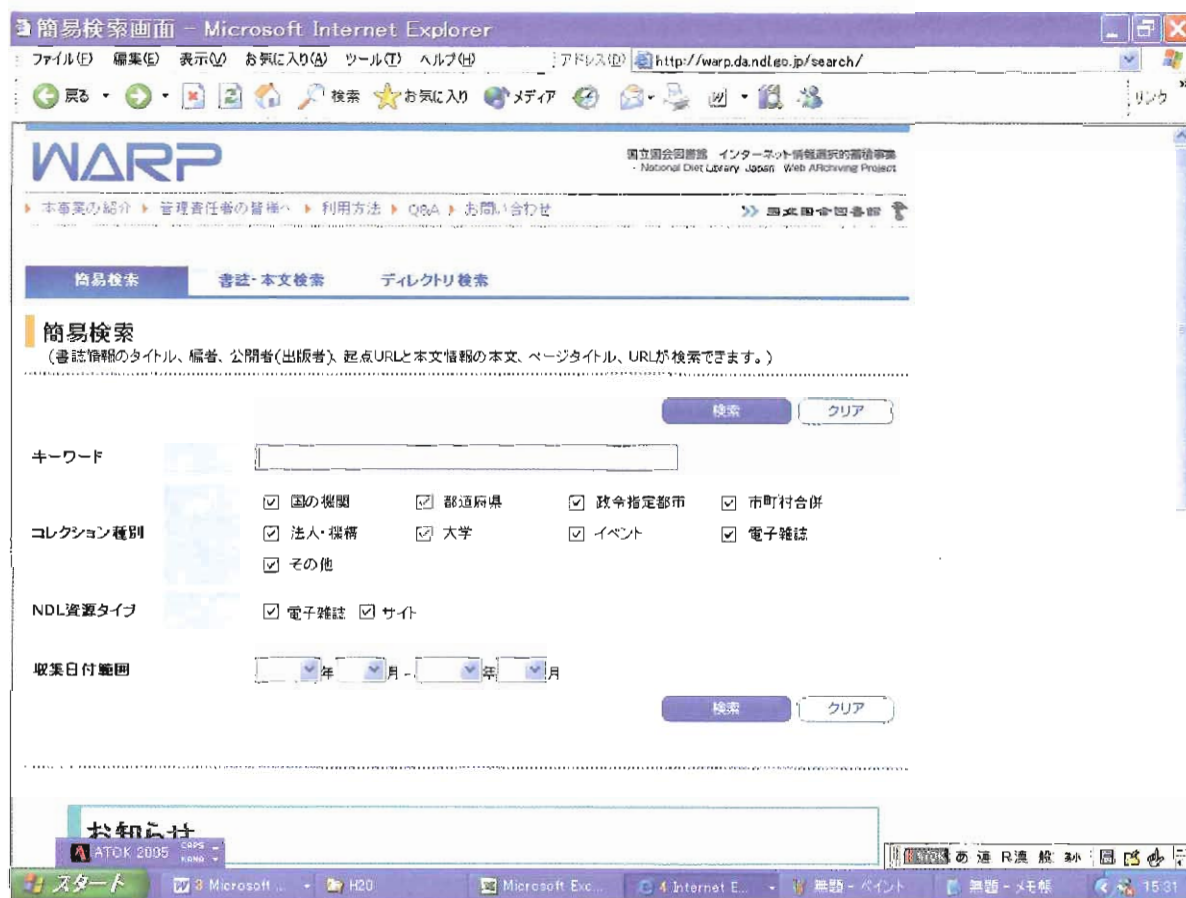 簡易検索画面 - Microsoft Internet Explorer
ファイル(F) 編集(E) 表示(V) お気に入り(A) ツール(T) ヘルプ(H) アドレス(D) http://warp.da.ndl.go.jp/search/
戻る 検索 お気に入り メディア リンク
WARP
国立国会図書館 インターネット情報選択的蓄積事業
- National Diet Library Japan Web ARchiving Project
本事業の紹介 管理責任者の皆様へ 利用方法 Q&A お問い合わせ 国立国会図書館
簡易検索 書誌・本文検索 ディレクトリ検索
簡易検索
(書誌情報のタイトル、編者、公開者(出版者)、起点URLと本文情報の本文、ページタイトル、URLが検索できます。)
検索 クリア
キーワード
国の機関 都道府県 政令指定都市 市町村合併
コレクション種別 法人・機構 大学 イベント 電子雑誌
その他
NDL資源タイプ 電子雑誌 サイト
収集日付範囲 年 月 - 年 月
検索 クリア
お知らせ
ATOK 2005 CAPS KANA
あ 連 R漢 般
スタート 3 Microsoft ... H20 Microsoft Exc... 4 Internet E... 無題 - ペイント 無題 - メモ帳 15:31